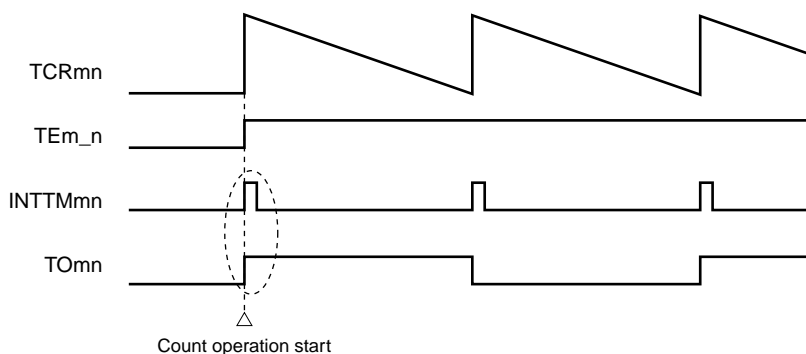 TCRmn
TEm_n
INTTMmn
TOmn
Count operation start